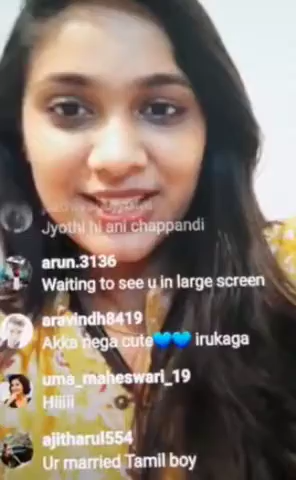 Jyothi hi ani chappandi
arun.3136
Waiting to see u in large screen
aravindh8419
Akka nega cute💙💙 irukaga
uma_maheswari_19
Hiiiii
ajitharul554
Ur married Tamil boy